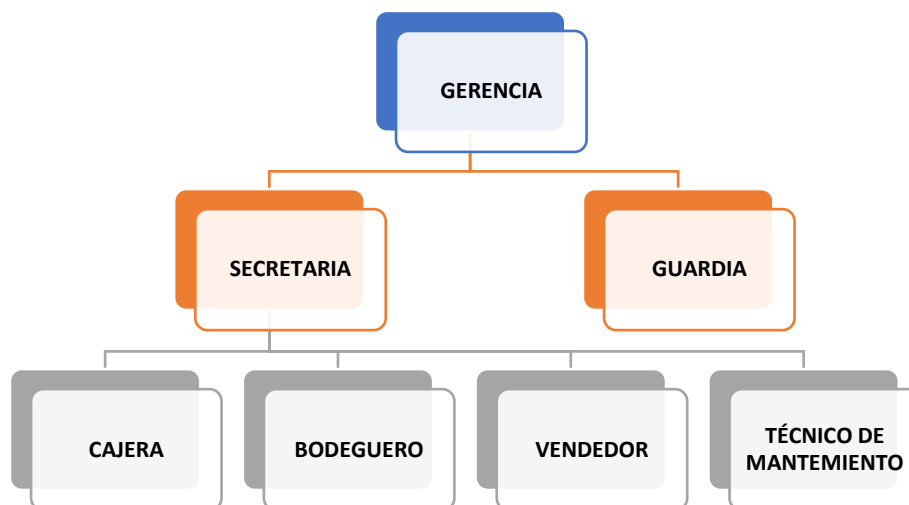 GERENCIA
SECRETARIA
GUARDIA
CAJERA
BODEGUERO
VENDEDOR
TÉCNICO DE
MANTEMIENTO